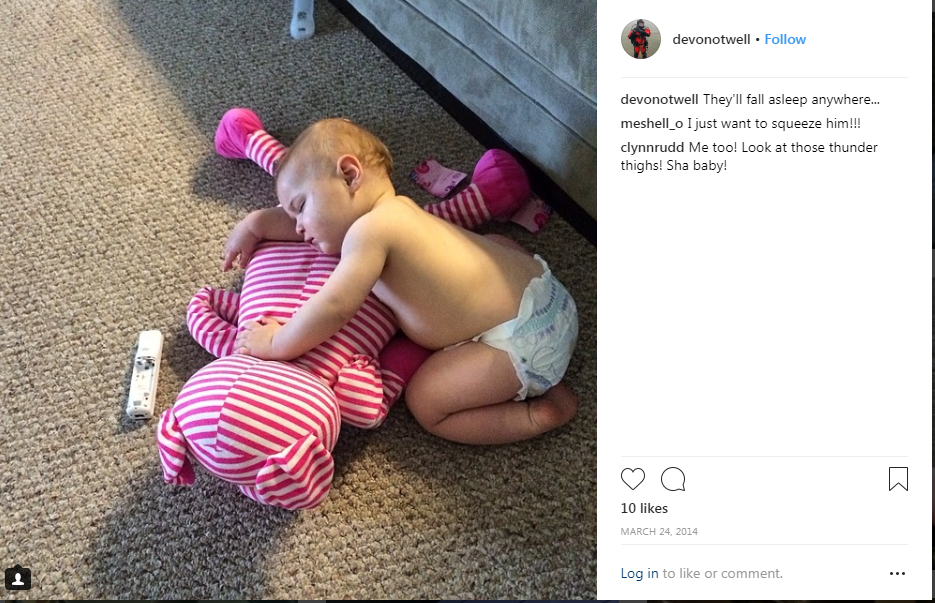 devonotwell • Follow
devonotwell They'll fall asleep anywhere...
meshell_o I just want to squeeze him!!!
clynnrudd Me too! Look at those thunder
thighs! Sha baby!
10 likes
MARCH 24, 2014
Log in to like or comment.